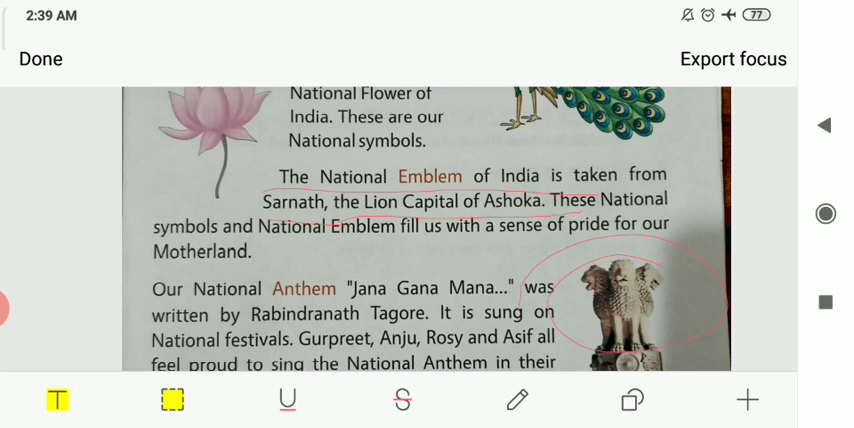 2:39 AM
77
Done
Export focus
National Flower of
India. These are our
National symbols.
The National Emblem of India is taken from
Sarnath, the Lion Capital of Ashoka. These National
symbols and National Emblem fill us with a sense of pride for our
Motherland.
Our National Anthem "Jana Gana Mana..." was
written by Rabindranath Tagore. It is sung on
National festivals. Gurpreet, Anju, Rosy and Asif all
feel proud to sing the National Anthem in their
T
U
S